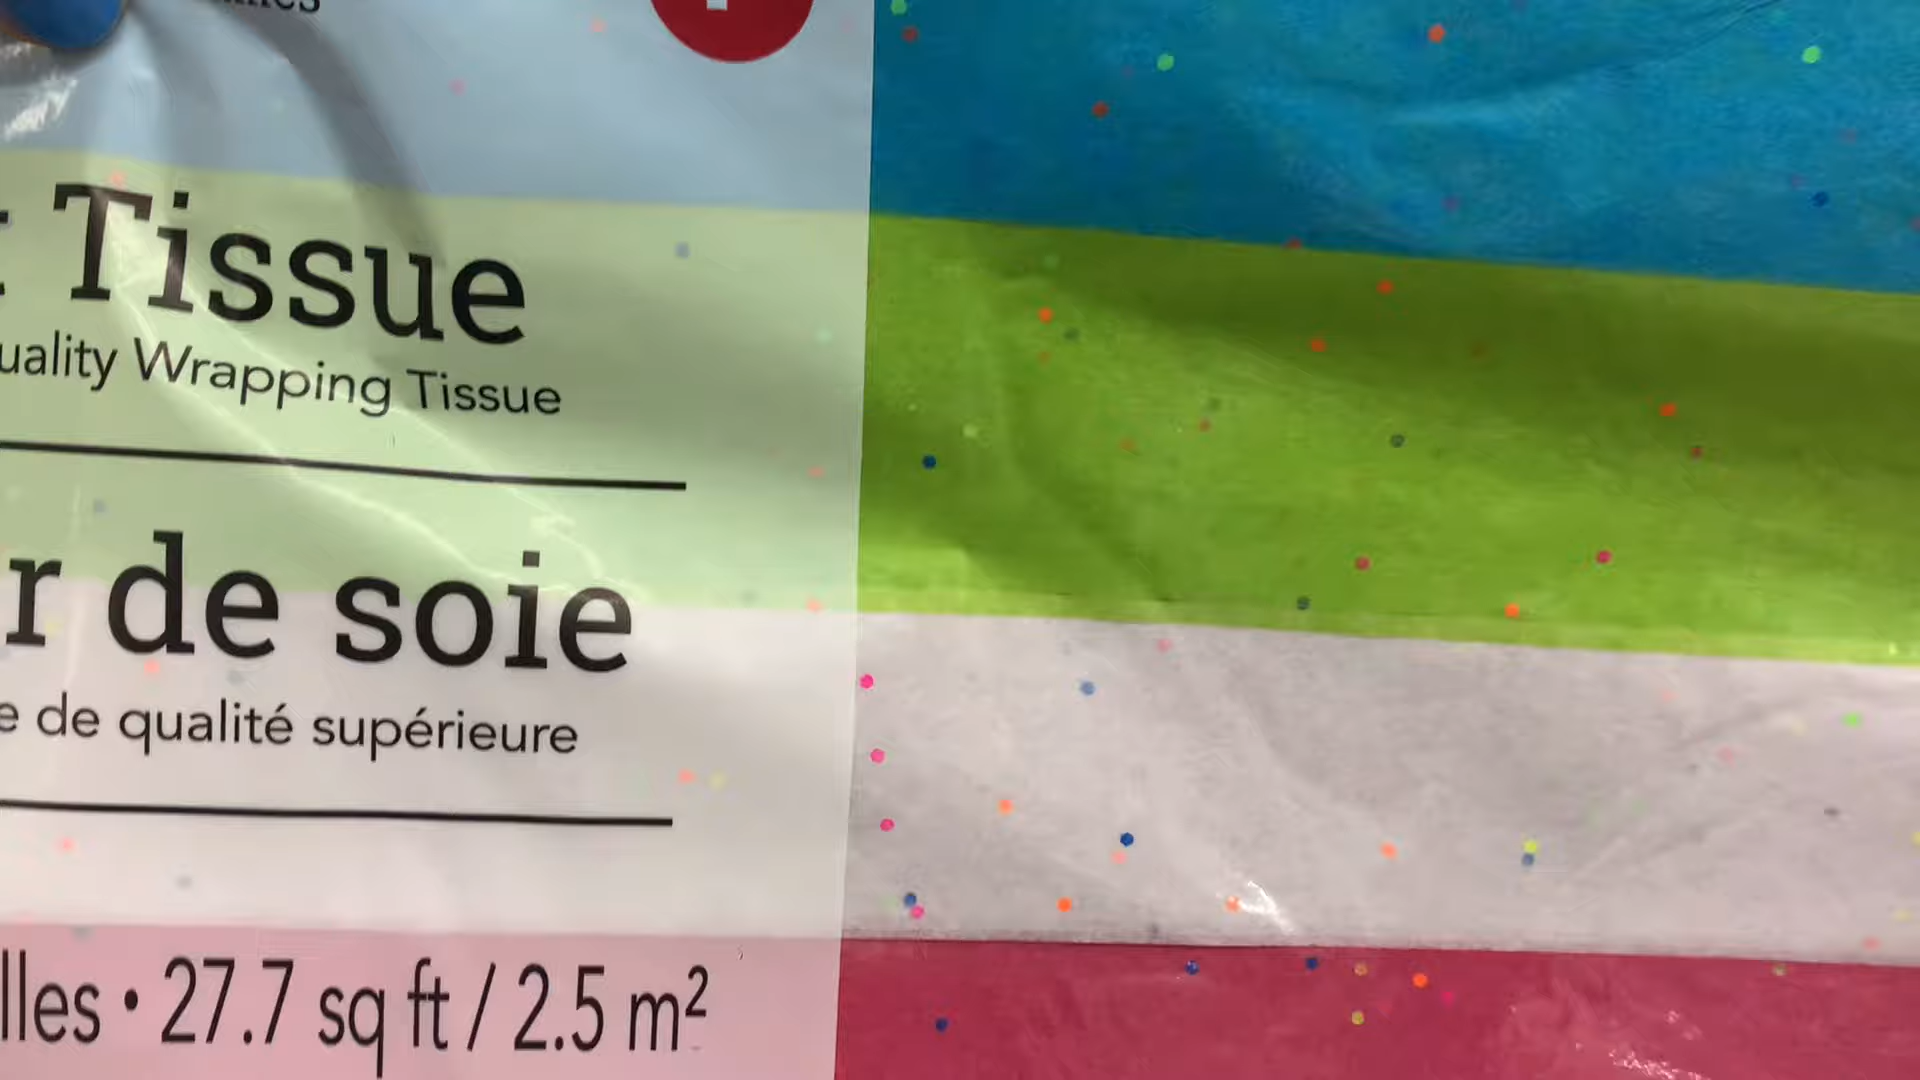 Tissue
uality Wrapping Tissue
r de soie
e de qualité supérieure
lles • 27.7 sq ft / 2.5 m²